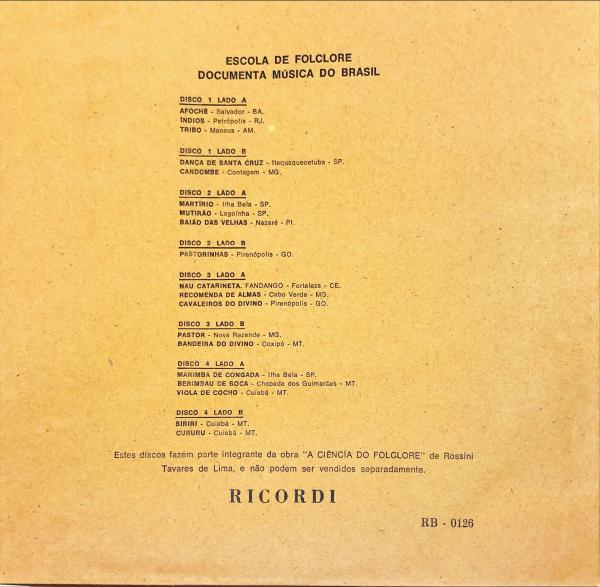 ESCOLA DE FOLCLORE
DOCUMENTA MÚSICA DO BRASIL
DISCO 1 LADO A
AFOCHÊ - Salvador - BA.
ÍNDIOS - Petrópolis - RJ.
TRIBO - Manaus - AM.
DISCO 1 LADO B
DANÇA DE SANTA CRUZ - Itaquaquecetuba - SP.
CANDOMBE - Contagem - MG.
DISCO 2 LADO A
MARTÍRIO - Ilha Bela - SP.
MUTIRÃO - Lagoinha - SP.
BAIÃO DAS VELHAS - Nazaré - PI.
DISCO 2 LADO B
PASTORINHAS - Pirenópolis - GO.
DISCO 3 LADO A
NAU CATARINETA, FANDANGO - Fortaleza - CE.
RECOMENDA DE ALMAS - Cabo Verde - MG.
CAVALEIROS DO DIVINO - Pirenópolis - GO.
DISCO 3 LADO B
PASTOR - Nova Rezende - MG.
BANDEIRA DO DIVINO - Coxipó - MT.
DISCO 4 LADO A
MARIMBA DE CONGADA - Ilha Bela - SP.
BERIMBAU DE BOCA - Chapada dos Guimarães - MT.
VIOLA DE COCHO - Cuiabá - MT.
DISCO 4 LADO B
SIRIRI - Cuiabá - MT.
CURURU - Cuiabá - MT.
Estes discos fazem parte integrante da obra "A CIÊNCIA DO FOLCLORE" de Rossini
Tavares de Lima, e não podem ser vendidos separadamente.
RICORDI
RB - 0126